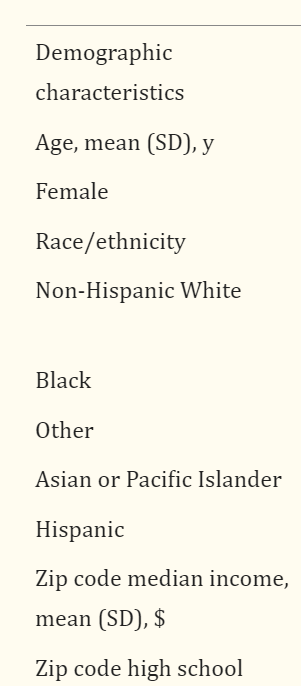 Demographic
characteristics
Age, mean (SD), y
Female
Race/ethnicity
Non-Hispanic White
Black
Other
Asian or Pacific Islander
Hispanic
Zip code median income,
mean (SD), $
Zip code high school